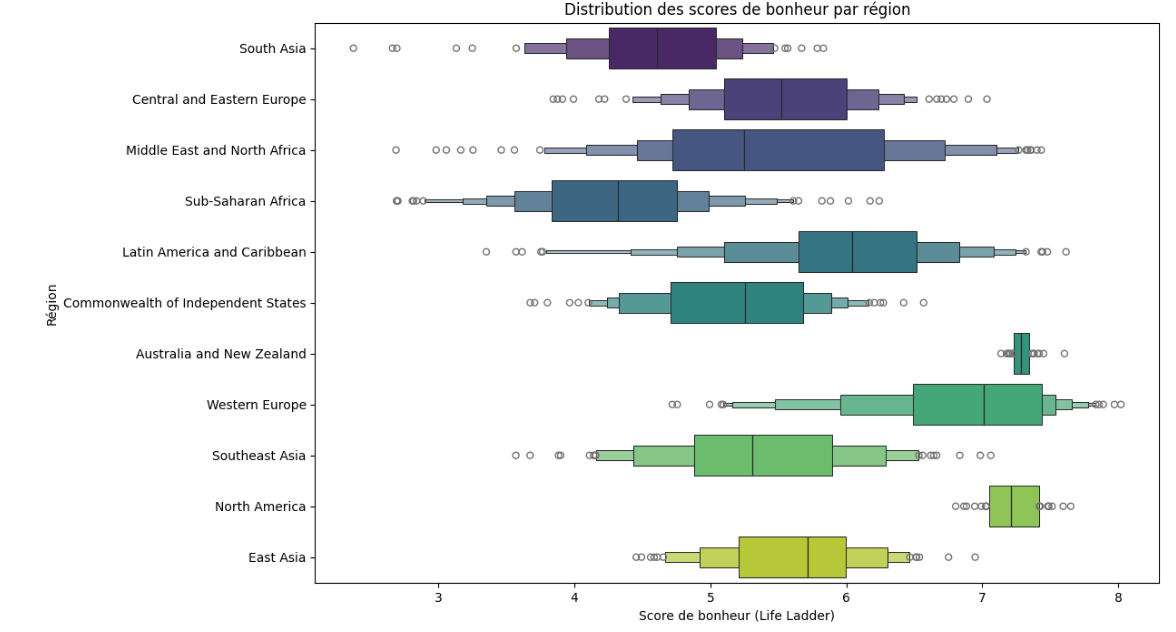 Distribution des scores de bonheur par région
South Asia
Central and Eastern Europe
Middle East and North Africa
Sub-Saharan Africa
Latin America and Caribbean
Commonwealth of Independent States
Australia and New Zealand
Western Europe
Southeast Asia
North America
East Asia
Région
3 4 5 6 7 8
Score de bonheur (Life Ladder)